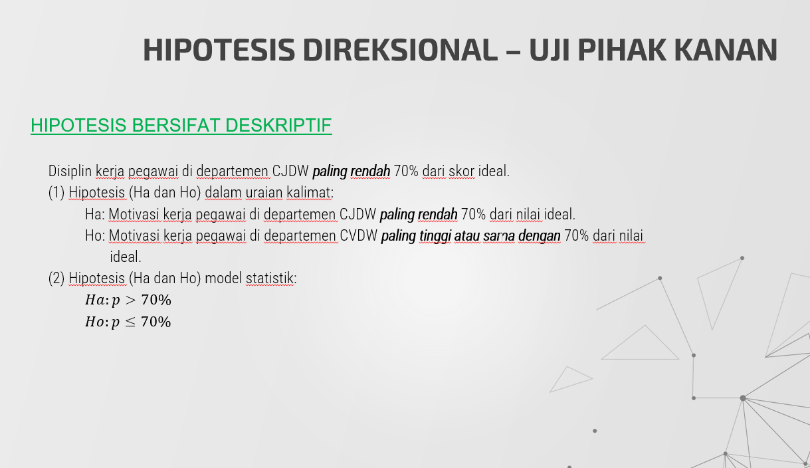 HIPOTESIS DIREKSIONAL – UJI PIHAK KANAN
HIPOTESIS BERSIFAT DESKRIPTIF
Disiplin kerja pegawai di departemen CJDW paling rendah 70% dari skor ideal.
(1) Hipotesis (Ha dan Ho) dalam uraian kalimat:
Ha: Motivasi kerja pegawai di departemen CJDW paling rendah 70% dari nilai ideal.
Ho: Motivasi kerja pegawai di departemen CVDW paling tinggi atau sama dengan 70% dari nilai
ideal.
(2) Hipotesis (Ha dan Ho) model statistik:
Ha: p > 70%
Ho: p ≤ 70%